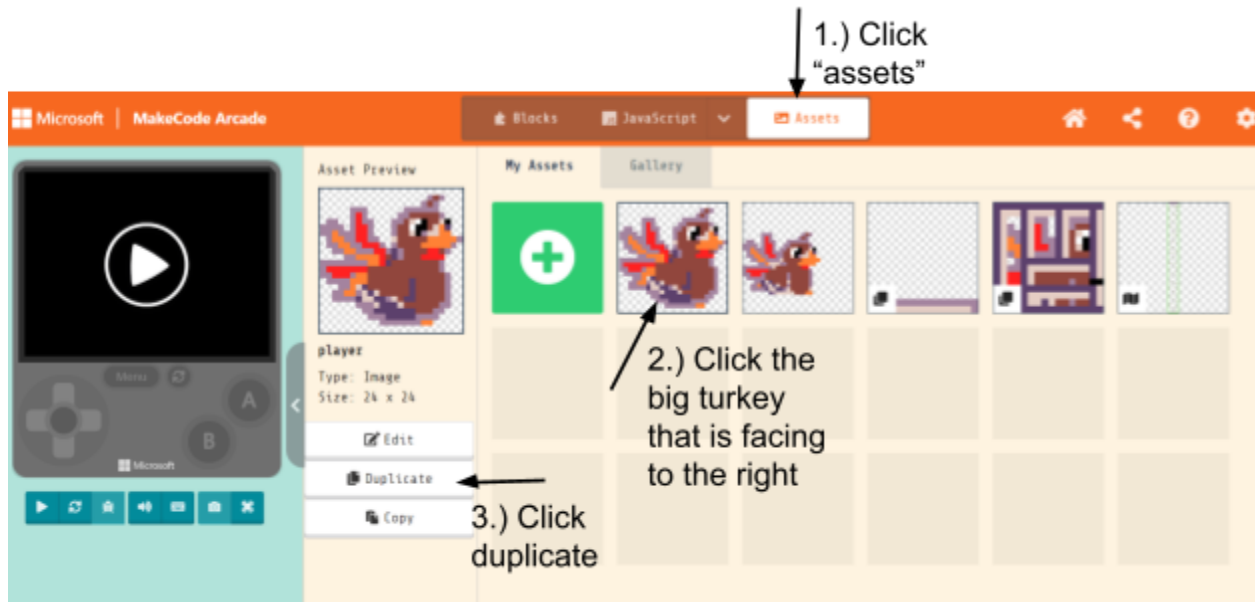 1.) Click
“assets”
Microsoft | MakeCode Arcade
Blocks
JavaScript
Assets
Asset Preview
My Assets
Gallery
player
Type: Image
Size: 24 x 24
Menu
A
B
Microsoft
Edit
Duplicate
Copy
2.) Click the
big turkey
that is facing
to the right
3.) Click
duplicate